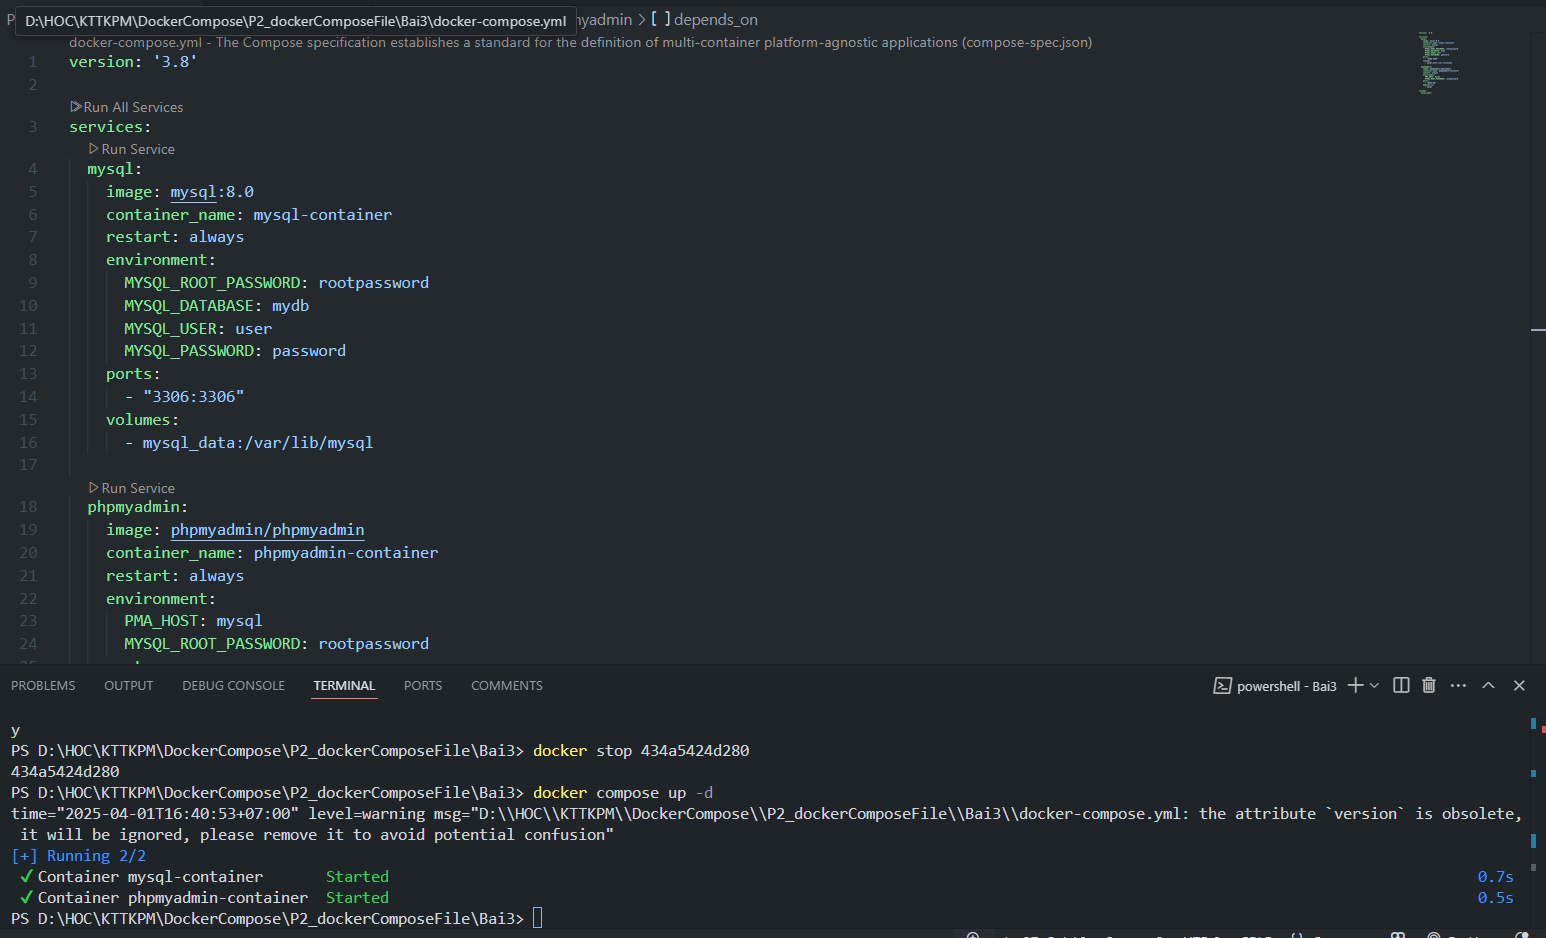 P
D:\HOC\KTTKPM\DockerCompose\P2_dockerComposeFile\Bai3\docker-compose.yml
nyadmin > [ ] depends_on
docker-compose.yml - The Compose specification establishes a standard for the definition of multi-container platform-agnostic applications (compose-spec.json)
1 version: '3.8'
2
Run All Services
3 services:
Run Service
4 mysql:
5 image: mysql:8.0
6 container_name: mysql-container
7 restart: always
8 environment:
9 MYSQL_ROOT_PASSWORD: rootpassword
10 MYSQL_DATABASE: mydb
11 MYSQL_USER: user
12 MYSQL_PASSWORD: password
13 ports:
14 - "3306:3306"
15 volumes:
16 - mysql_data:/var/lib/mysql
17
Run Service
18 phpmyadmin:
19 image: phpmyadmin/phpmyadmin
20 container_name: phpmyadmin-container
21 restart: always
22 environment:
23 PMA_HOST: mysql
24 MYSQL_ROOT_PASSWORD: rootpassword
PROBLEMS OUTPUT DEBUG CONSOLE TERMINAL PORTS COMMENTS powershell - Bai3
y
PS D:\HOC\KTTKPM\DockerCompose\P2_dockerComposeFile\Bai3> docker stop 434a5424d280
434a5424d280
PS D:\HOC\KTTKPM\DockerCompose\P2_dockerComposeFile\Bai3> docker compose up -d
time="2025-04-01T16:40:53+07:00" level=warning msg="D:\\HOC\\KTTKPM\\DockerCompose\\P2_dockerComposeFile\\Bai3\\docker-compose.yml: the attribute `version` is obsolete,
it will be ignored, please remove it to avoid potential confusion"
[+] Running 2/2
✓ Container mysql-container Started 0.7s
✓ Container phpmyadmin-container Started 0.5s
PS D:\HOC\KTTKPM\DockerCompose\P2_dockerComposeFile\Bai3>